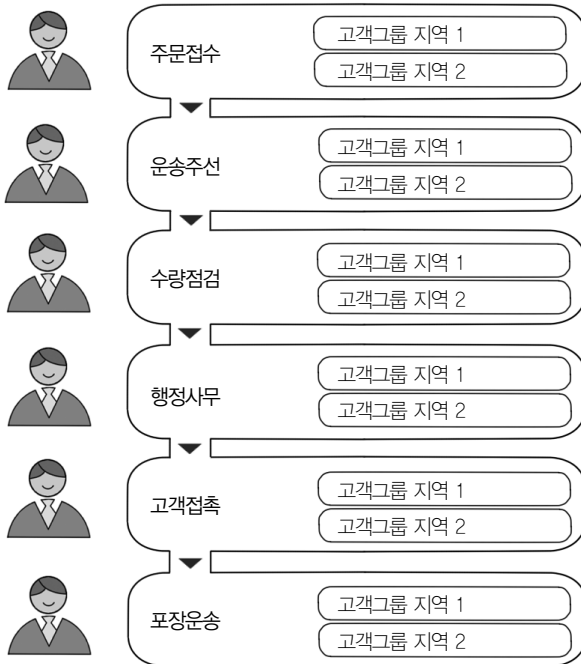 주문접수
고객그룹 지역 1
고객그룹 지역 2
운송주선
고객그룹 지역 1
고객그룹 지역 2
수량점검
고객그룹 지역 1
고객그룹 지역 2
행정사무
고객그룹 지역 1
고객그룹 지역 2
고객접촉
고객그룹 지역 1
고객그룹 지역 2
포장운송
고객그룹 지역 1
고객그룹 지역 2